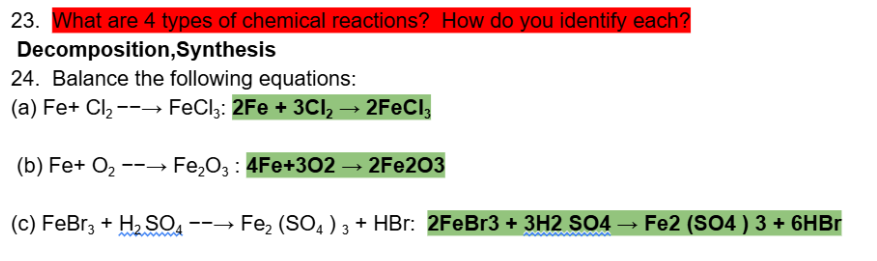 23. What are 4 types of chemical reactions? How do you identify each?
Decomposition,Synthesis
24. Balance the following equations:
(a) Fe+ Cl₂ −−→ FeCl₃: 2Fe + 3Cl₂ → 2FeCl₃
(b) Fe+ O₂ −−→ Fe₂O₃ : 4Fe+3O2 → 2Fe2O3
(c) FeBr₃ + H₂SO₄ −−→ Fe₂ (SO₄ ) ₃ + HBr: 2FeBr3 + 3H2 SO4 → Fe2 (SO4 ) 3 + 6HBr